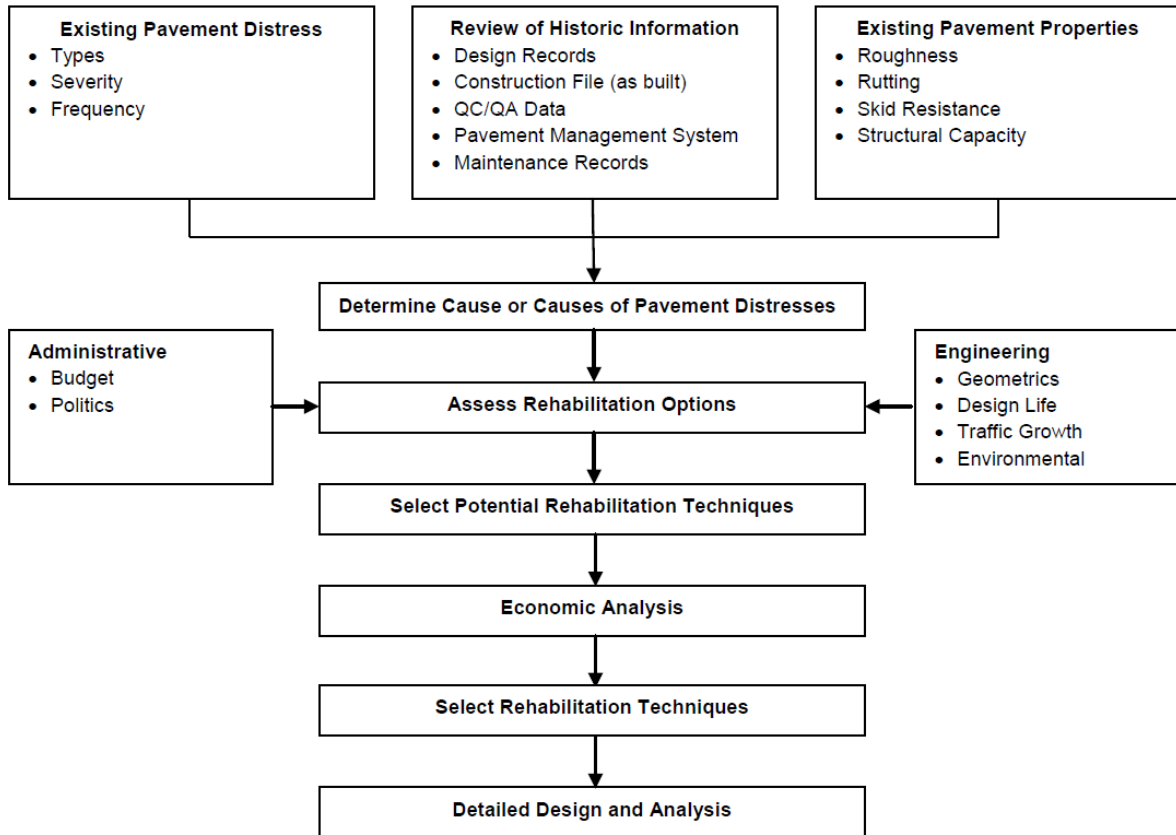 Existing Pavement Distress
• Types
• Severity
• Frequency
Review of Historic Information
• Design Records
• Construction File (as built)
• QC/QA Data
• Pavement Management System
• Maintenance Records
Existing Pavement Properties
• Roughness
• Rutting
• Skid Resistance
• Structural Capacity
Determine Cause or Causes of Pavement Distresses
Administrative
• Budget
• Politics
Assess Rehabilitation Options
Engineering
• Geometrics
• Design Life
• Traffic Growth
• Environmental
Select Potential Rehabilitation Techniques
Economic Analysis
Select Rehabilitation Techniques
Detailed Design and Analysis